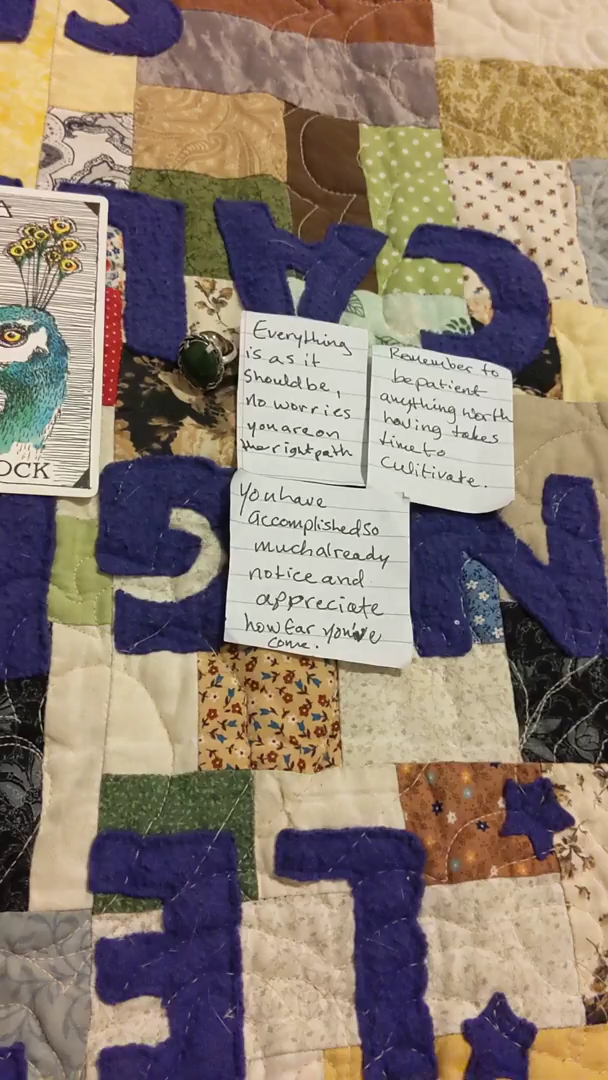 OCK
Everything
is as it
should be,
no worries
you are on
the right path
Remember to
be patient
anything worth
having takes
time to
Culitivate.
You have
accomplished so
much already
notice and
appreciate
how far you've
come.